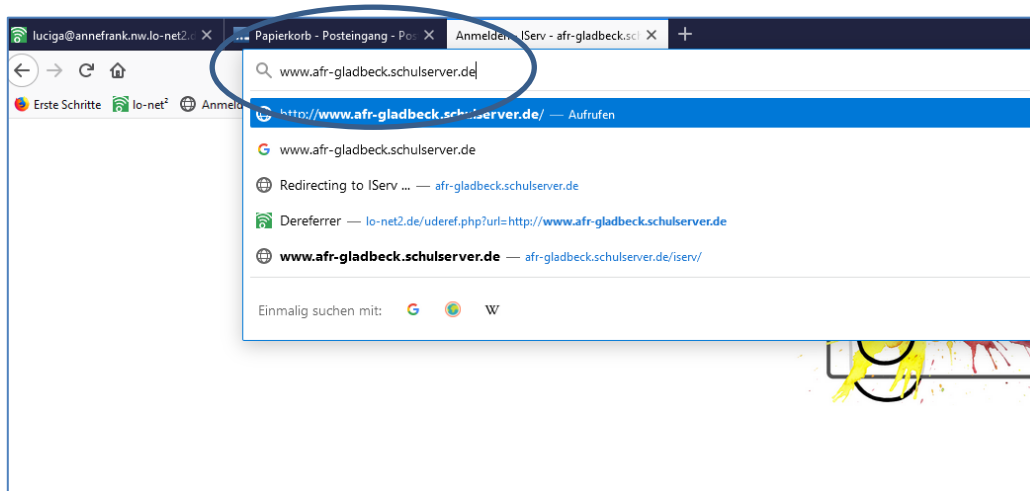 luciga@annefrank.nw.lo-net2.d
Papierkorb - Posteingang - Pos
Anmelden - IServ - afr-gladbeck.sch
www.afr-gladbeck.schulserver.de
Erste Schritte lo-net² Anmeld
http://www.afr-gladbeck.schulserver.de/ — Aufrufen
www.afr-gladbeck.schulserver.de
Redirecting to IServ ... — afr-gladbeck.schulserver.de
Dereferrer — lo-net2.de/uderef.php?url=http://www.afr-gladbeck.schulserver.de
www.afr-gladbeck.schulserver.de — afr-gladbeck.schulserver.de/iserv/
Einmalig suchen mit: G W